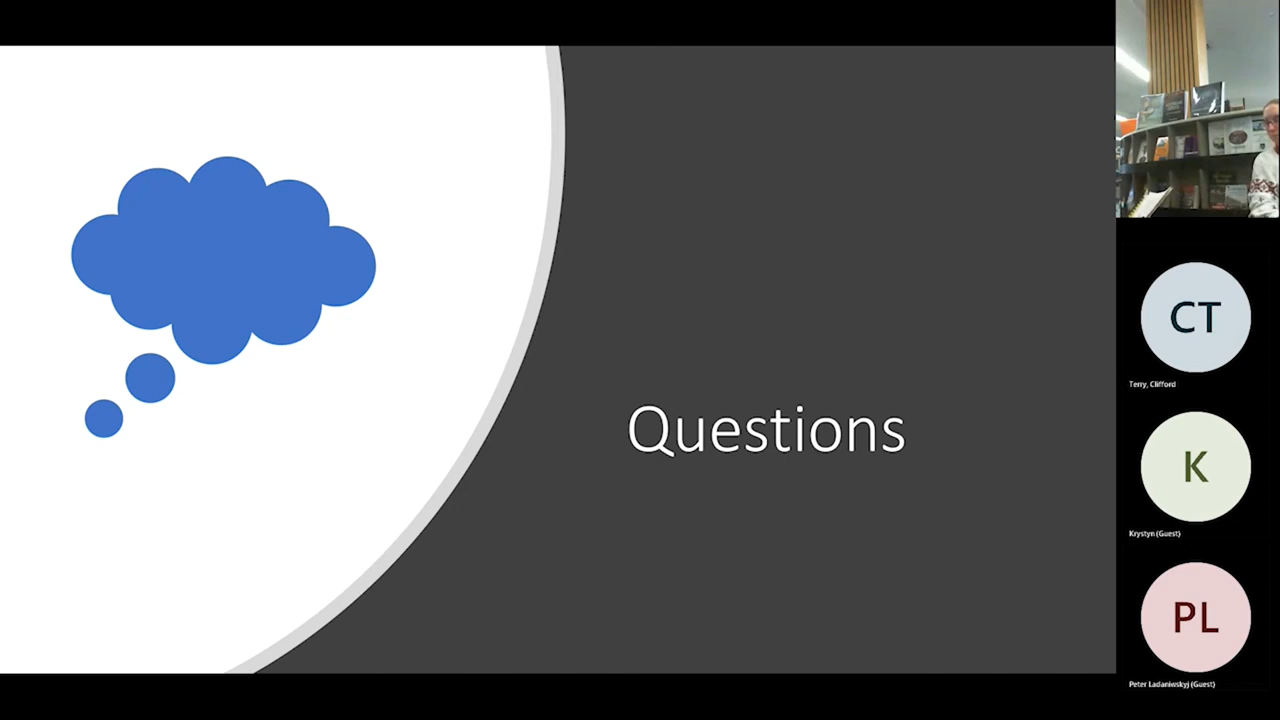 Questions
CT
Terry, Clifford
K
Krystyn (Guest)
PL
Peter Ladaniwskyj (Guest)